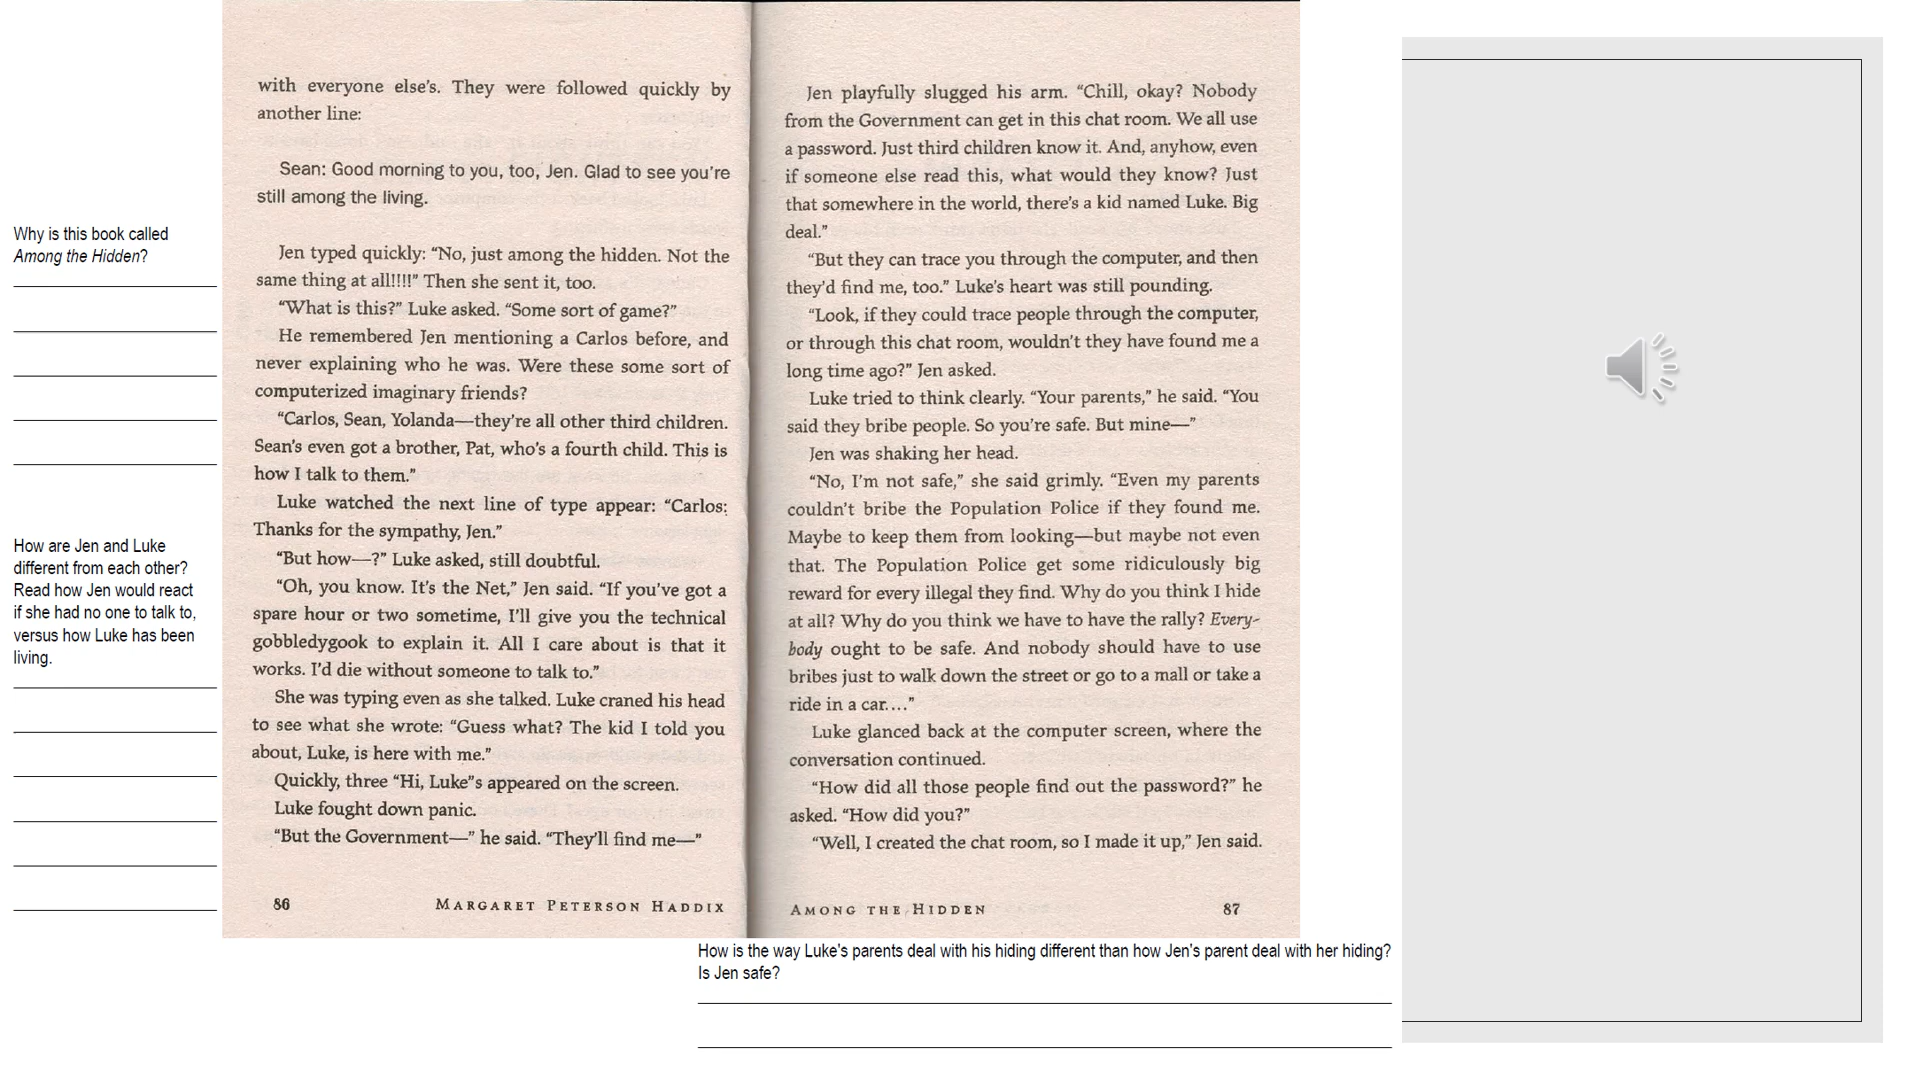 Why is this book called
Among the Hidden?
How are Jen and Luke
different from each other?
Read how Jen would react
if she had no one to talk to,
versus how Luke has been
living.
with everyone else's. They were followed quickly by
another line:
Sean: Good morning to you, too, Jen. Glad to see you're
still among the living.
Jen typed quickly: “No, just among the hidden. Not the
same thing at all!!!!” Then she sent it, too.
“What is this?” Luke asked. “Some sort of game?”
He remembered Jen mentioning a Carlos before, and
never explaining who he was. Were these some sort of
computerized imaginary friends?
“Carlos, Sean, Yolanda—they're all other third children.
Sean's even got a brother, Pat, who's a fourth child. This is
how I talk to them.”
Luke watched the next line of type appear: “Carlos:
Thanks for the sympathy, Jen.”
“But how—?” Luke asked, still doubtful.
“Oh, you know. It's the Net,” Jen said. “If you've got a
spare hour or two sometime, I'll give you the technical
gobbledygook to explain it. All I care about is that it
works. I'd die without someone to talk to.”
She was typing even as she talked. Luke craned his head
to see what she wrote: “Guess what? The kid I told you
about, Luke, is here with me.”
Quickly, three “Hi, Luke”s appeared on the screen.
Luke fought down panic.
“But the Government—” he said. “They'll find me—”
86 MARGARET PETERSON HADDIX
Jen playfully slugged his arm. “Chill, okay? Nobody
from the Government can get in this chat room. We all use
a password. Just third children know it. And, anyhow, even
if someone else read this, what would they know? Just
that somewhere in the world, there's a kid named Luke. Big
deal.”
“But they can trace you through the computer, and then
they'd find me, too.” Luke's heart was still pounding.
“Look, if they could trace people through the computer,
or through this chat room, wouldn't they have found me a
long time ago?” Jen asked.
Luke tried to think clearly. “Your parents,” he said. “You
said they bribe people. So you're safe. But mine—”
Jen was shaking her head.
“No, I'm not safe,” she said grimly. “Even my parents
couldn't bribe the Population Police if they found me.
Maybe to keep them from looking—but maybe not even
that. The Population Police get some ridiculously big
reward for every illegal they find. Why do you think I hide
at all? Why do you think we have to have the rally? Every-
body ought to be safe. And nobody should have to use
bribes just to walk down the street or go to a mall or take a
ride in a car....”
Luke glanced back at the computer screen, where the
conversation continued.
“How did all those people find out the password?” he
asked. “How did you?”
“Well, I created the chat room, so I made it up,” Jen said.
AMONG THE HIDDEN 87
How is the way Luke's parents deal with his hiding different than how Jen's parent deal with her hiding?
Is Jen safe?